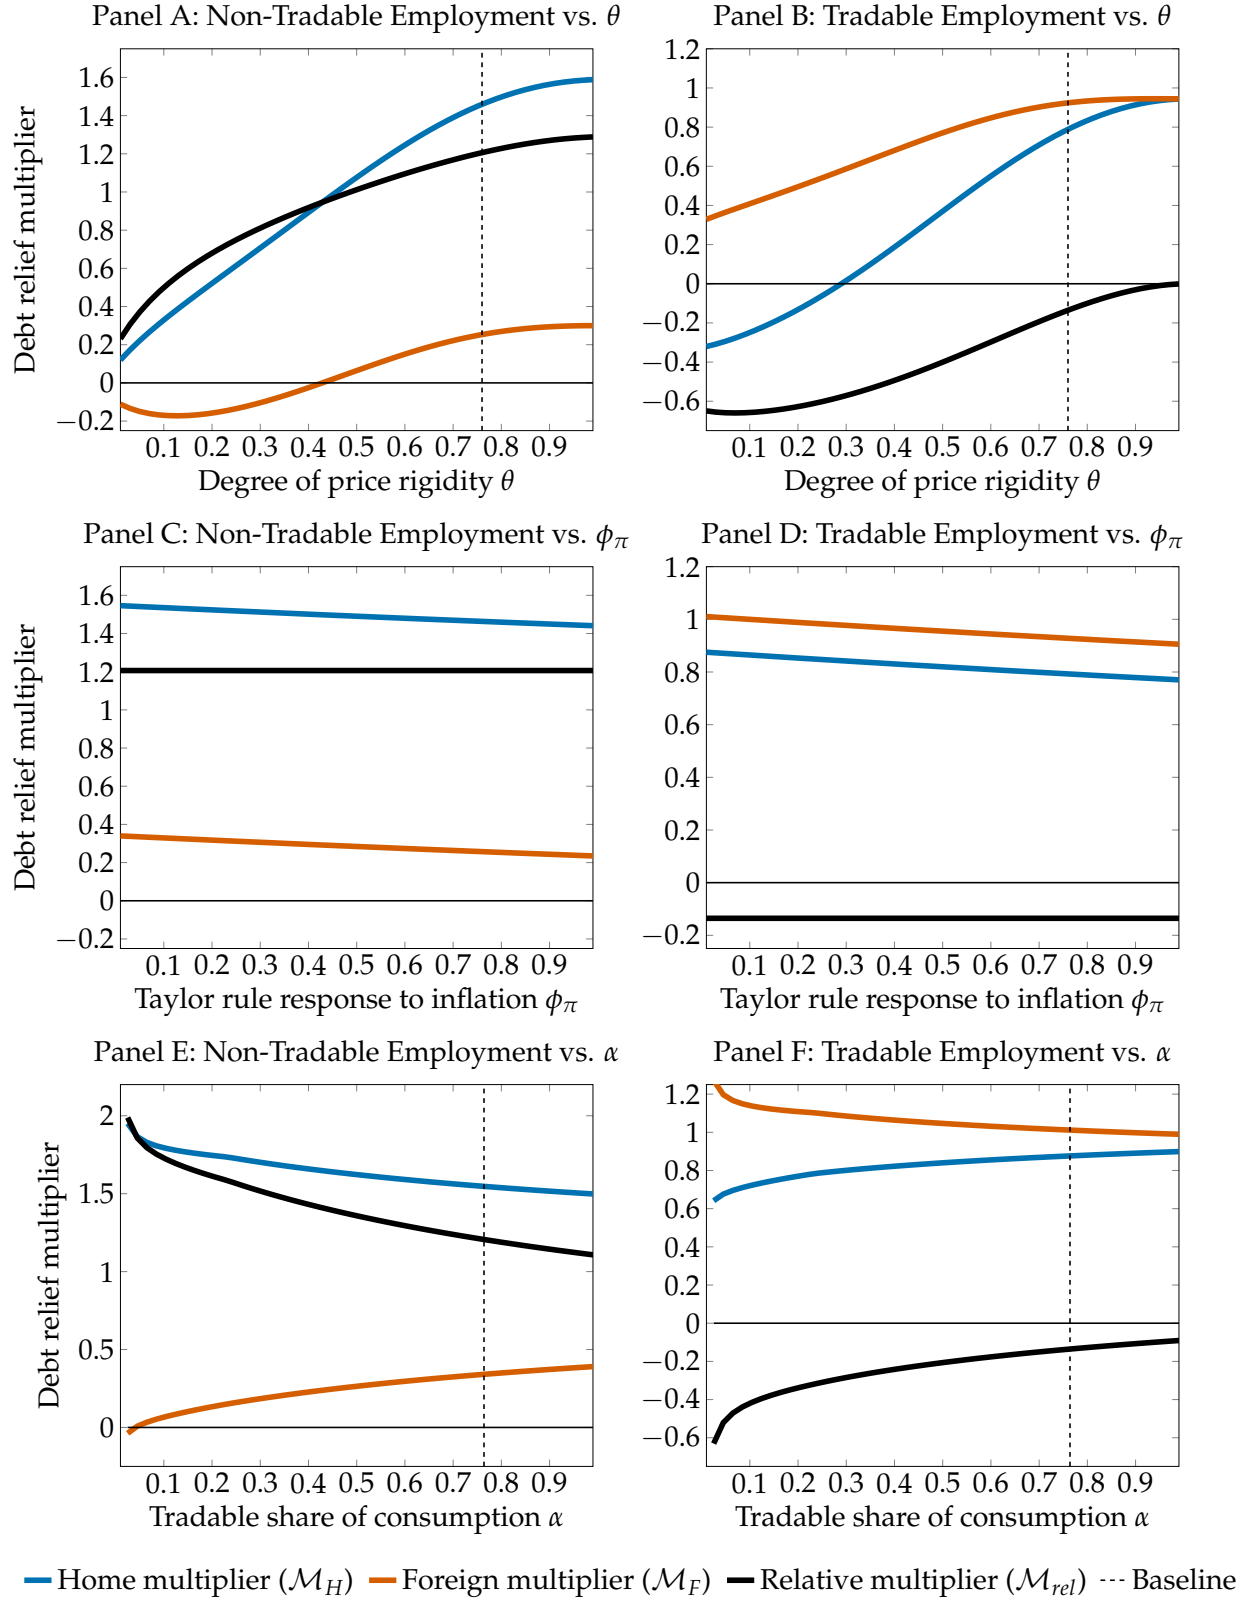 Panel A: Non-Tradable Employment vs. θ
Debt relief multiplier
1.6
1.4
1.2
1
0.8
0.6
0.4
0.2
0
−0.2
0.1 0.2 0.3 0.4 0.5 0.6 0.7 0.8 0.9
Degree of price rigidity θ
Panel B: Tradable Employment vs. θ
1.2
1
0.8
0.6
0.4
0.2
0
−0.2
−0.4
−0.6
0.1 0.2 0.3 0.4 0.5 0.6 0.7 0.8 0.9
Degree of price rigidity θ
Panel C: Non-Tradable Employment vs. ϕπ
Debt relief multiplier
1.6
1.4
1.2
1
0.8
0.6
0.4
0.2
0
−0.2
0.1 0.2 0.3 0.4 0.5 0.6 0.7 0.8 0.9
Taylor rule response to inflation ϕπ
Panel D: Tradable Employment vs. ϕπ
1.2
1
0.8
0.6
0.4
0.2
0
−0.2
0.1 0.2 0.3 0.4 0.5 0.6 0.7 0.8 0.9
Taylor rule response to inflation ϕπ
Panel E: Non-Tradable Employment vs. α
Debt relief multiplier
2
1.5
1
0.5
0
0.1 0.2 0.3 0.4 0.5 0.6 0.7 0.8 0.9
Tradable share of consumption α
Panel F: Tradable Employment vs. α
1.2
1
0.8
0.6
0.4
0.2
0
−0.2
−0.4
−0.6
0.1 0.2 0.3 0.4 0.5 0.6 0.7 0.8 0.9
Tradable share of consumption α
Home multiplier (ℳH) Foreign multiplier (ℳF) Relative multiplier (ℳrel) Baseline